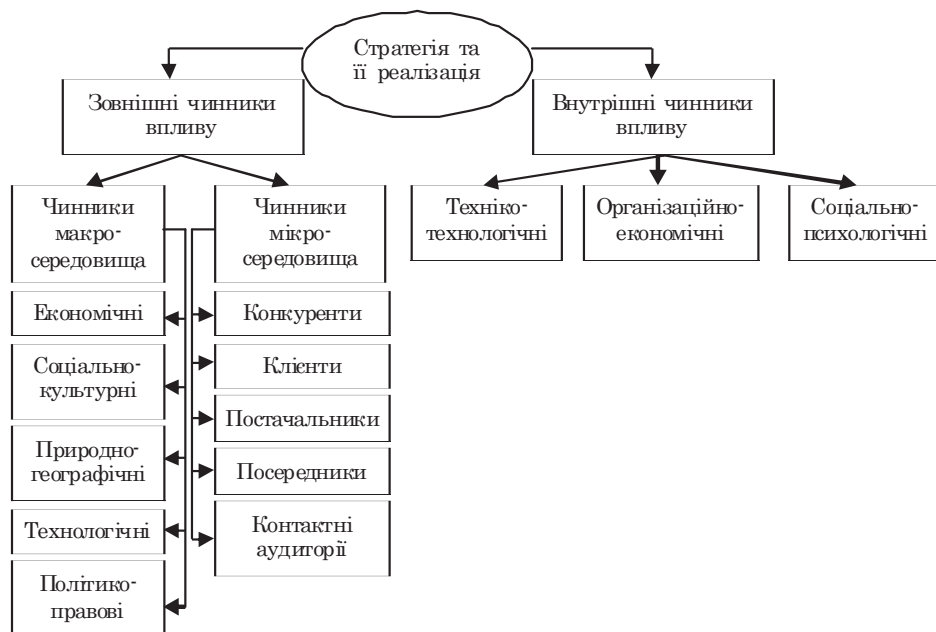 Стратегія та
її реалізація
Зовнішні чинники
впливу
Внутрішні чинники
впливу
Чинники
макро-
середовища
Чинники
мікро-
середовища
Техніко-
технологічні
Організаційно-
економічні
Соціально-
психологічні
Економічні
Соціально-
культурні
Природно-
географічні
Технологічні
Політико-
правові
Конкуренти
Клієнти
Постачальники
Посередники
Контактні
аудиторії